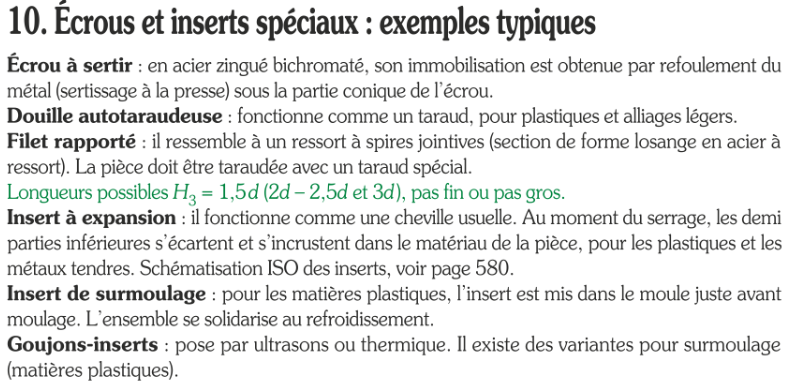 10. Écrous et inserts spéciaux : exemples typiques
Écrou à sertir : en acier zingué bichromaté, son immobilisation est obtenue par refoulement du
métal (sertissage à la presse) sous la partie conique de l'écrou.
Douille autotaraudeuse : fonctionne comme un taraud, pour plastiques et alliages légers.
Filet rapporté : il ressemble à un ressort à spires jointives (section de forme losange en acier à
ressort). La pièce doit être taraudée avec un taraud spécial.
Longueurs possibles H₃ = 1,5d (2d – 2,5d et 3d), pas fin ou pas gros.
Insert à expansion : il fonctionne comme une cheville usuelle. Au moment du serrage, les demi
parties inférieures s'écartent et s'incrustent dans le matériau de la pièce, pour les plastiques et les
métaux tendres. Schématisation ISO des inserts, voir page 580.
Insert de surmoulage : pour les matières plastiques, l'insert est mis dans le moule juste avant
moulage. L'ensemble se solidarise au refroidissement.
Goujons-inserts : pose par ultrasons ou thermique. Il existe des variantes pour surmoulage
(matières plastiques).